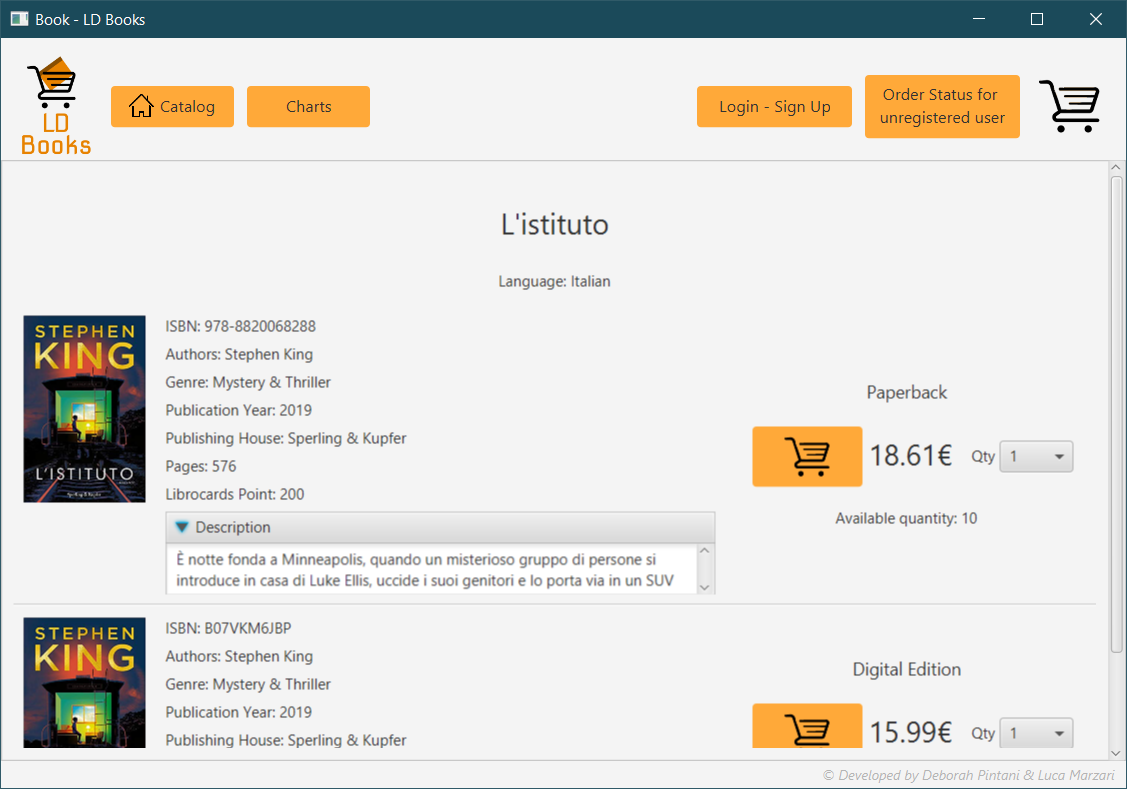 Book - LD Books
LD
Books
Catalog
Charts
Login - Sign Up
Order Status for
unregistered user
L'istituto
Language: Italian
STEPHEN
KING
L'ISTITUTO
Sperling & Kupfer
ISBN: 978-8820068288
Authors: Stephen King
Genre: Mystery & Thriller
Publication Year: 2019
Publishing House: Sperling & Kupfer
Pages: 576
Librocards Point: 200
Description
È notte fonda a Minneapolis, quando un misterioso gruppo di persone si
introduce in casa di Luke Ellis, uccide i suoi genitori e lo porta via in un SUV
Paperback
18.61€ Qty 1
Available quantity: 10
STEPHEN
KING
ISBN: B07VKM6JBP
Authors: Stephen King
Genre: Mystery & Thriller
Publication Year: 2019
Publishing House: Sperling & Kupfer
Digital Edition
15.99€ Qty 1
© Developed by Deborah Pintani & Luca Marzari